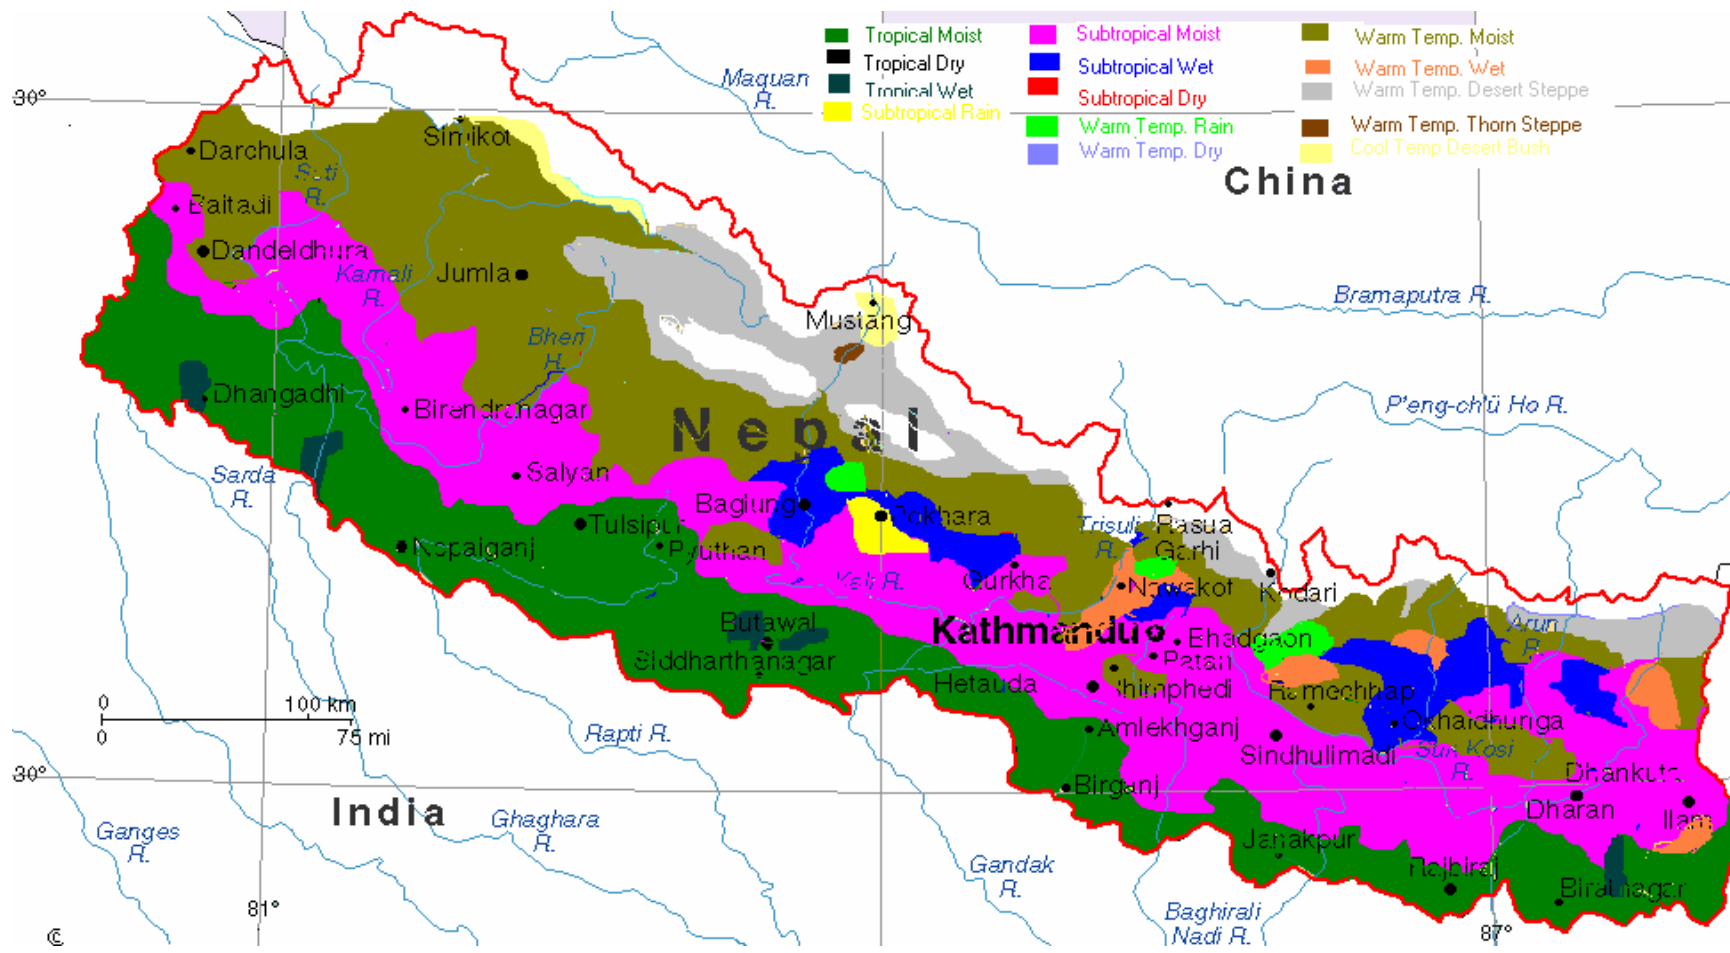 Tropical Moist
Tropical Dry
Tropical Wet
Subtropical Rain
Subtropical Moist
Subtropical Wet
Subtropical Dry
Warm Temp. Rain
Warm Temp. Dry
Warm Temp. Moist
Warm Temp. Wet
Warm Temp. Desert Steppe
Warm Temp. Thorn Steppe
Cool Temp Desert Bush
30°
Maquan
R.
China
Simikot
Darchula
Seti
R.
Baitadi
Dandeldhura
Karnali
R.
Jumla
Mustang
Bramaputra R.
Bheri
R.
Dhangadhi
Birendranagar
Nepal
P'eng-ch'ü Ho R.
Sarda
R.
Salyan
Baglung
Pokhara
Tulsipur
Nepalganj
Pyuthan
Trisuli
R.
Rasua
Garhi
Kali R.
Gurkha
Nawakot
Kodari
Butawal
Siddharthanagar
Kathmandu
Bhadgaon
Patan
Arun
R.
Hetauda
Bhimphedi
Ramechhap
Okhaldhunga
Amlekhganj
Sindhulimadi
Sun Kosi
R.
0
100 km
0
75 mi
Rapti R.
30°
Birganj
Dhankuta
Dharan
Ilam
India
Ganges
R.
Ghaghara
R.
Gandak
R.
Janakpur
Rajbiraj
Biratnagar
81°
Baghirali
Nadi R.
87°
©